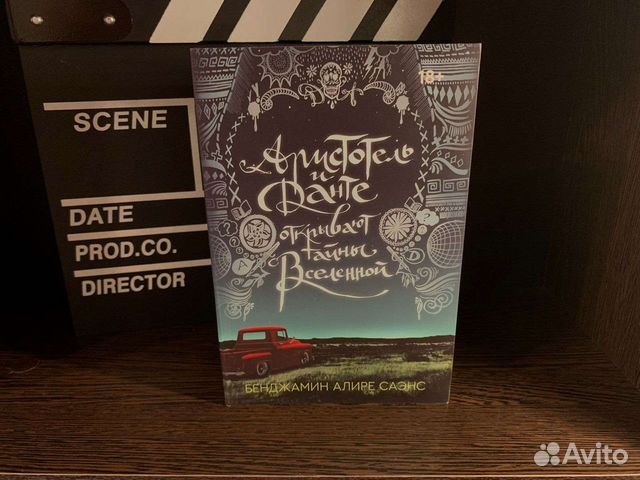 SCENE
DATE
PROD.CO.
DIRECTOR
18+
Аристотель
и
Данте
открывают
тайны
Вселенной
БЕНДЖАМИН АЛИРЕ САЭНС
Avito